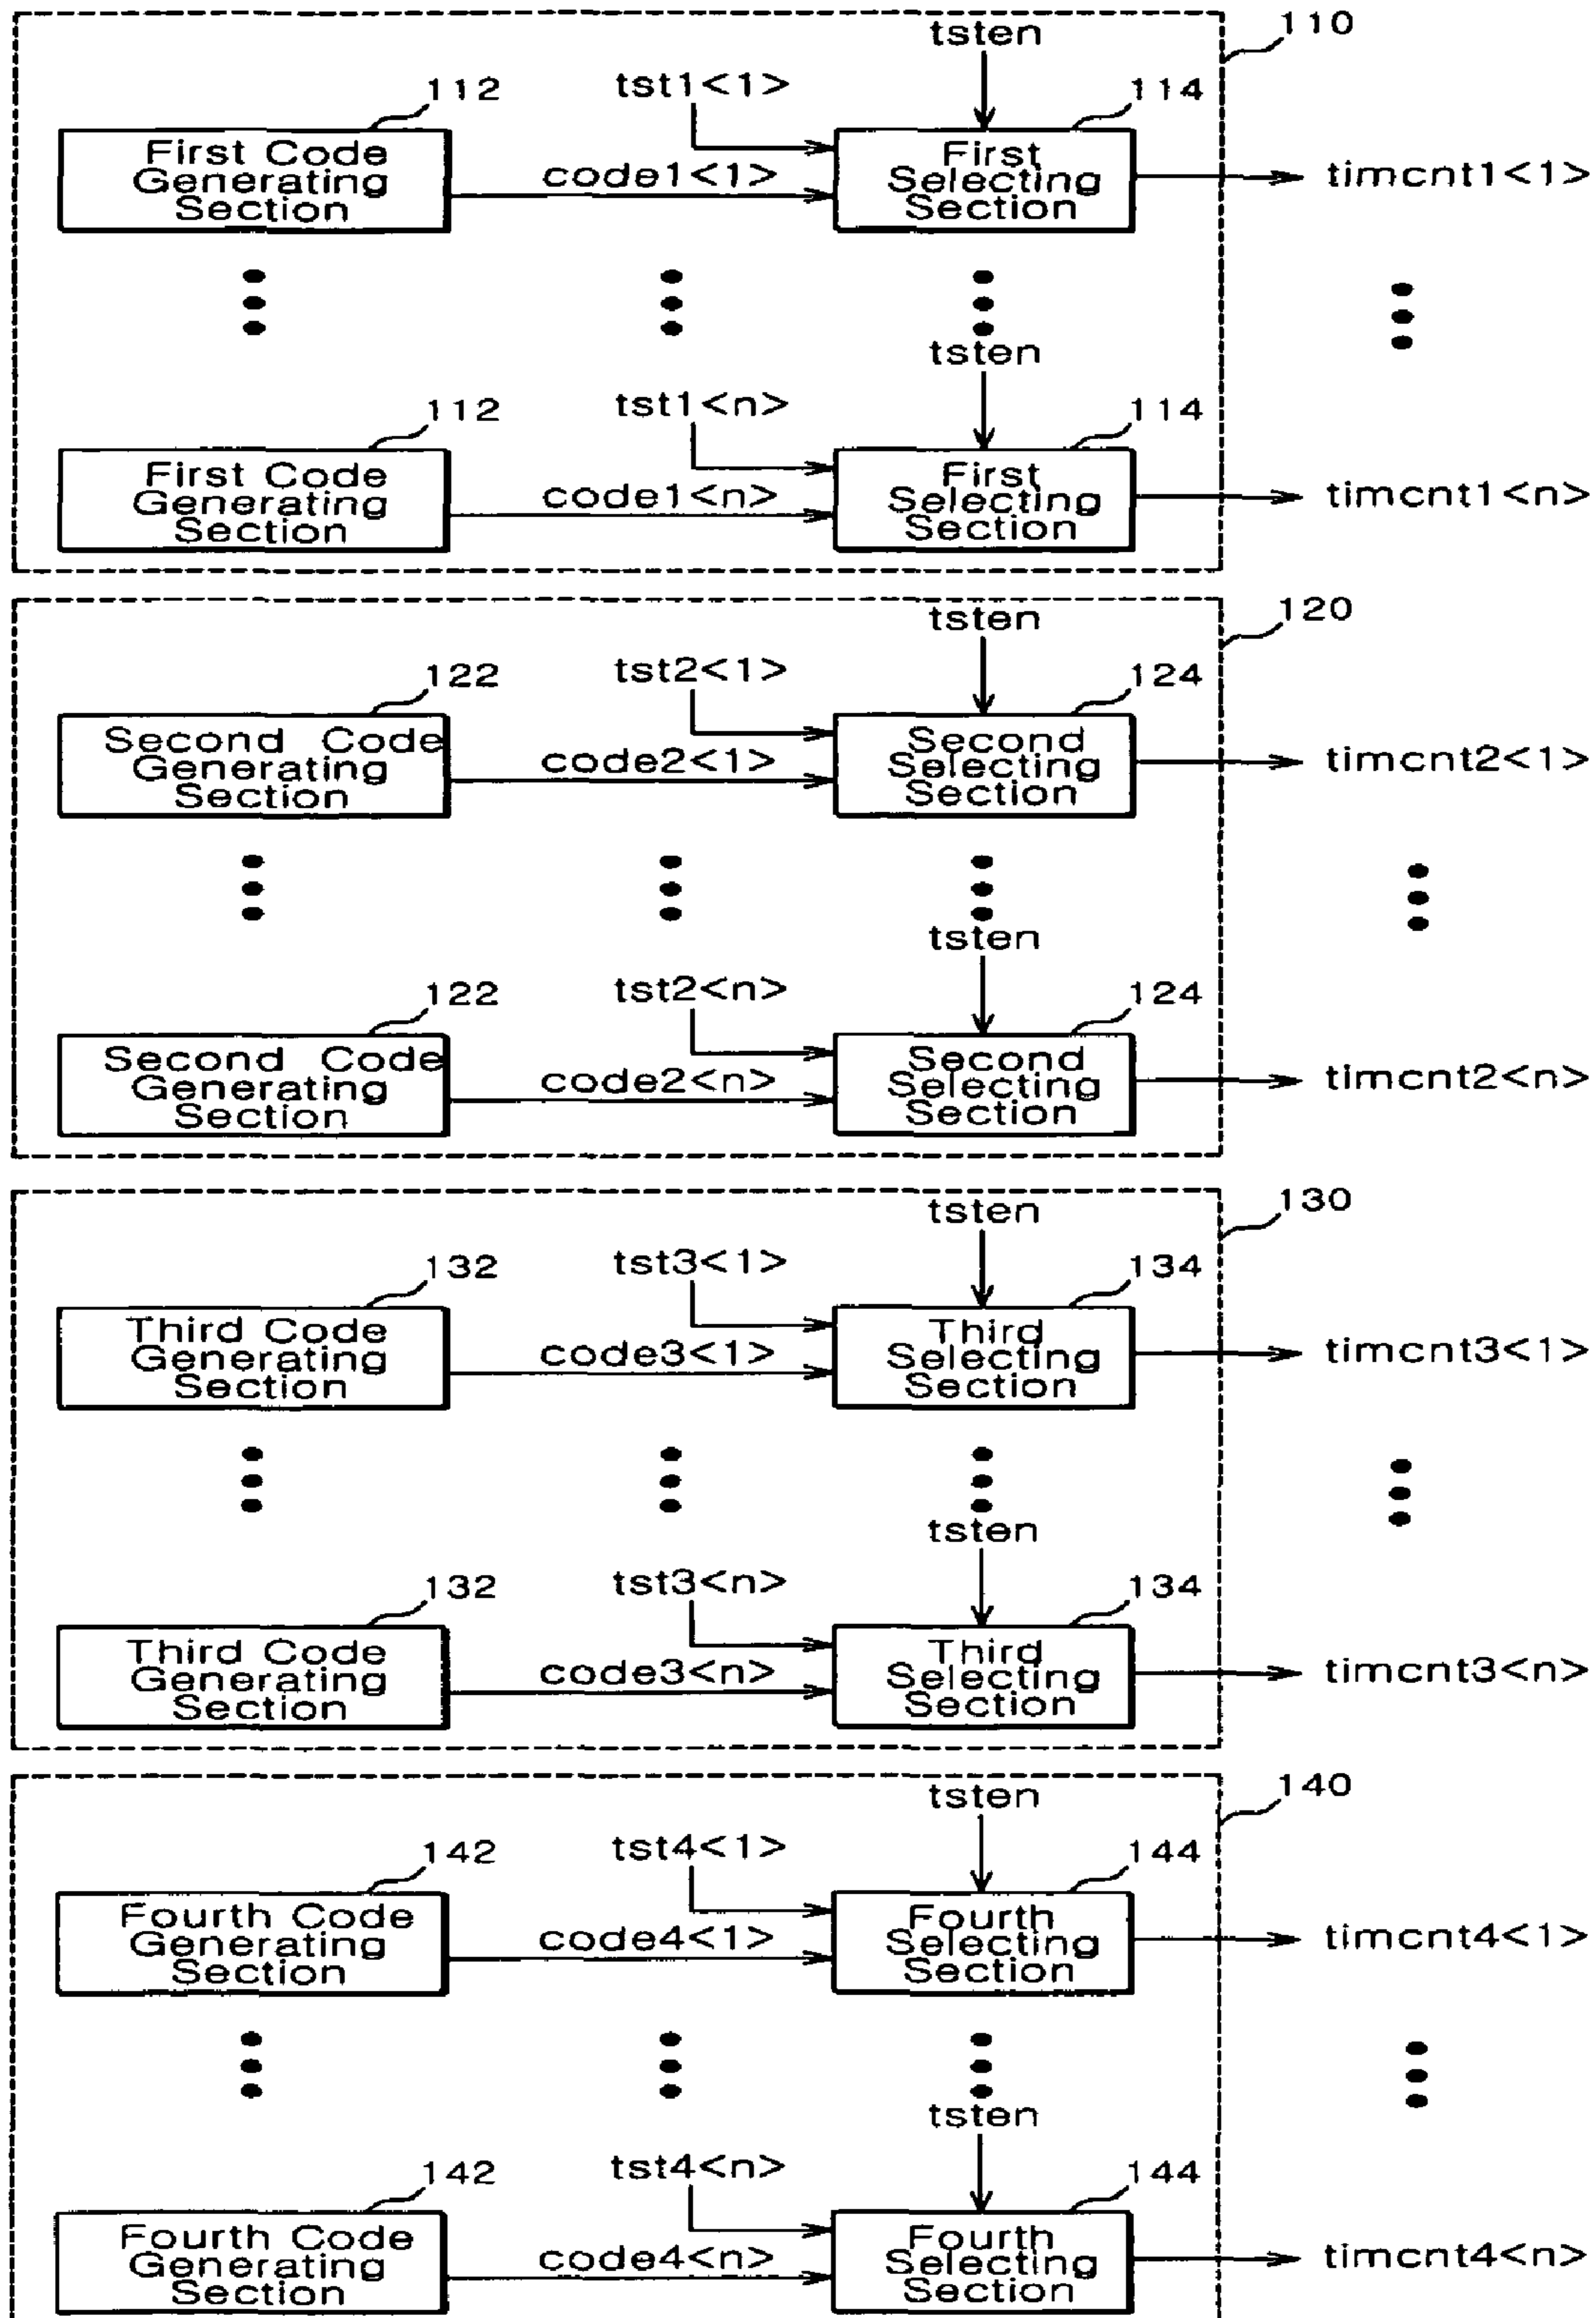 tsten
110
112
tst1<1>
114
First Code
Generating
Section
code1<1>
First
Selecting
Section
timcnt1<1>
tsten
112
tst1<n>
114
First Code
Generating
Section
code1<n>
First
Selecting
Section
timcnt1<n>
tsten
120
122
tst2<1>
124
Second Code
Generating
Section
code2<1>
Second
Selecting
Section
timcnt2<1>
tsten
122
tst2<n>
124
Second Code
Generating
Section
code2<n>
Second
Selecting
Section
timcnt2<n>
tsten
130
132
tst3<1>
134
Third Code
Generating
Section
code3<1>
Third
Selecting
Section
timcnt3<1>
tsten
132
tst3<n>
134
Third Code
Generating
Section
code3<n>
Third
Selecting
Section
timcnt3<n>
tsten
140
142
tst4<1>
144
Fourth Code
Generating
Section
code4<1>
Fourth
Selecting
Section
timcnt4<1>
tsten
142
tst4<n>
144
Fourth Code
Generating
Section
code4<n>
Fourth
Selecting
Section
timcnt4<n>